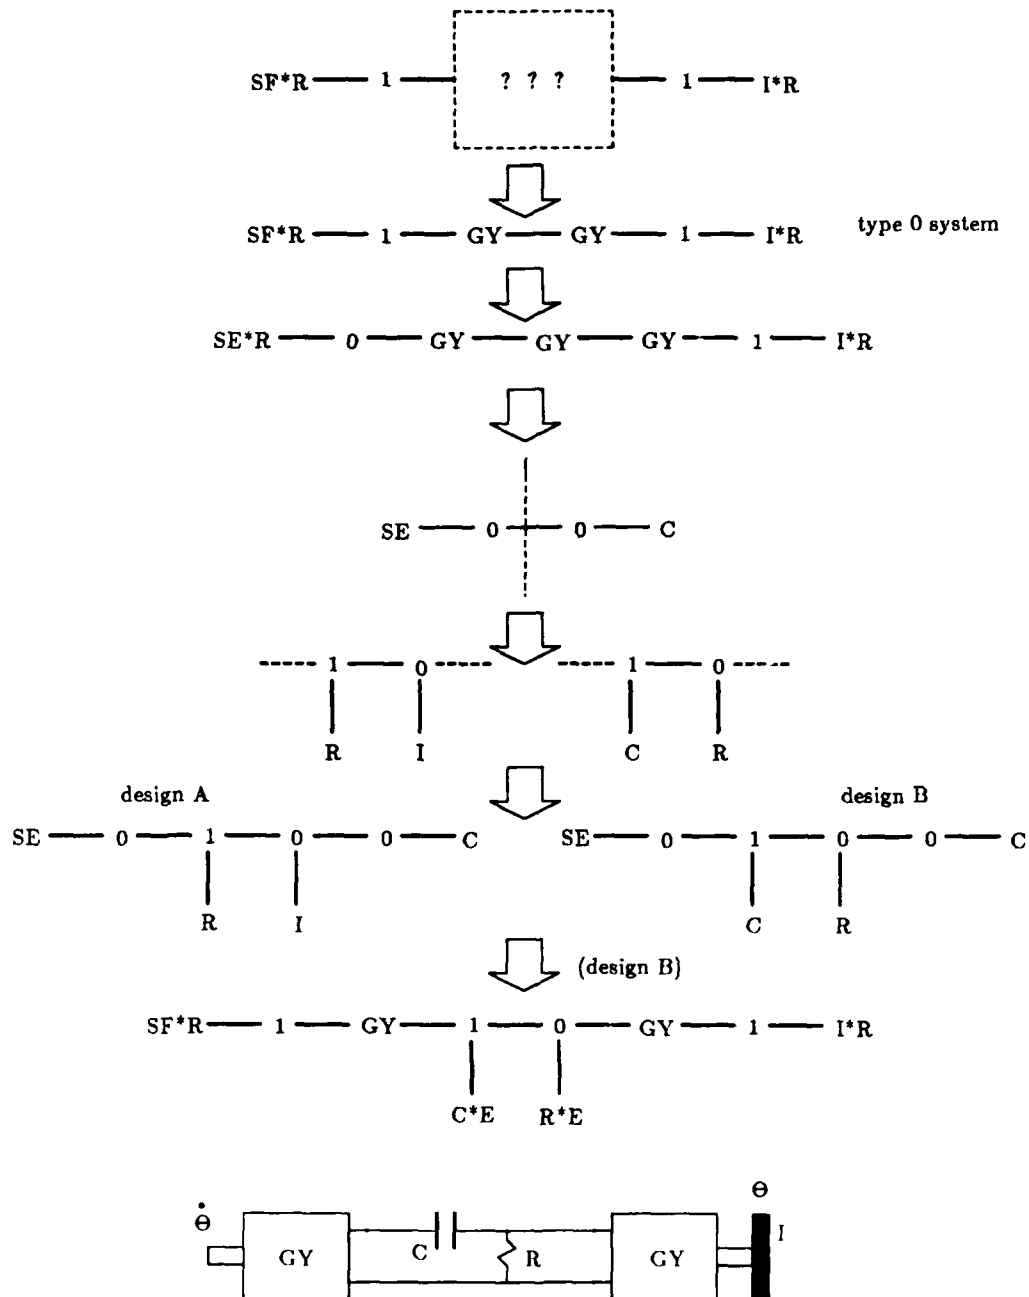 SF*R 1 ? ? ? 1 I*R
SF*R 1 GY GY 1 I*R type 0 system
SE*R 0 GY GY GY 1 I*R
SE 0 0 C
1 0 1 0
R I C R
design A design B
SE 0 1 0 0 C SE 0 1 0 0 C
R I C R
(design B)
SF*R 1 GY 1 0 GY 1 I*R
C*E R*E
Θ̇ Θ
GY C R GY I